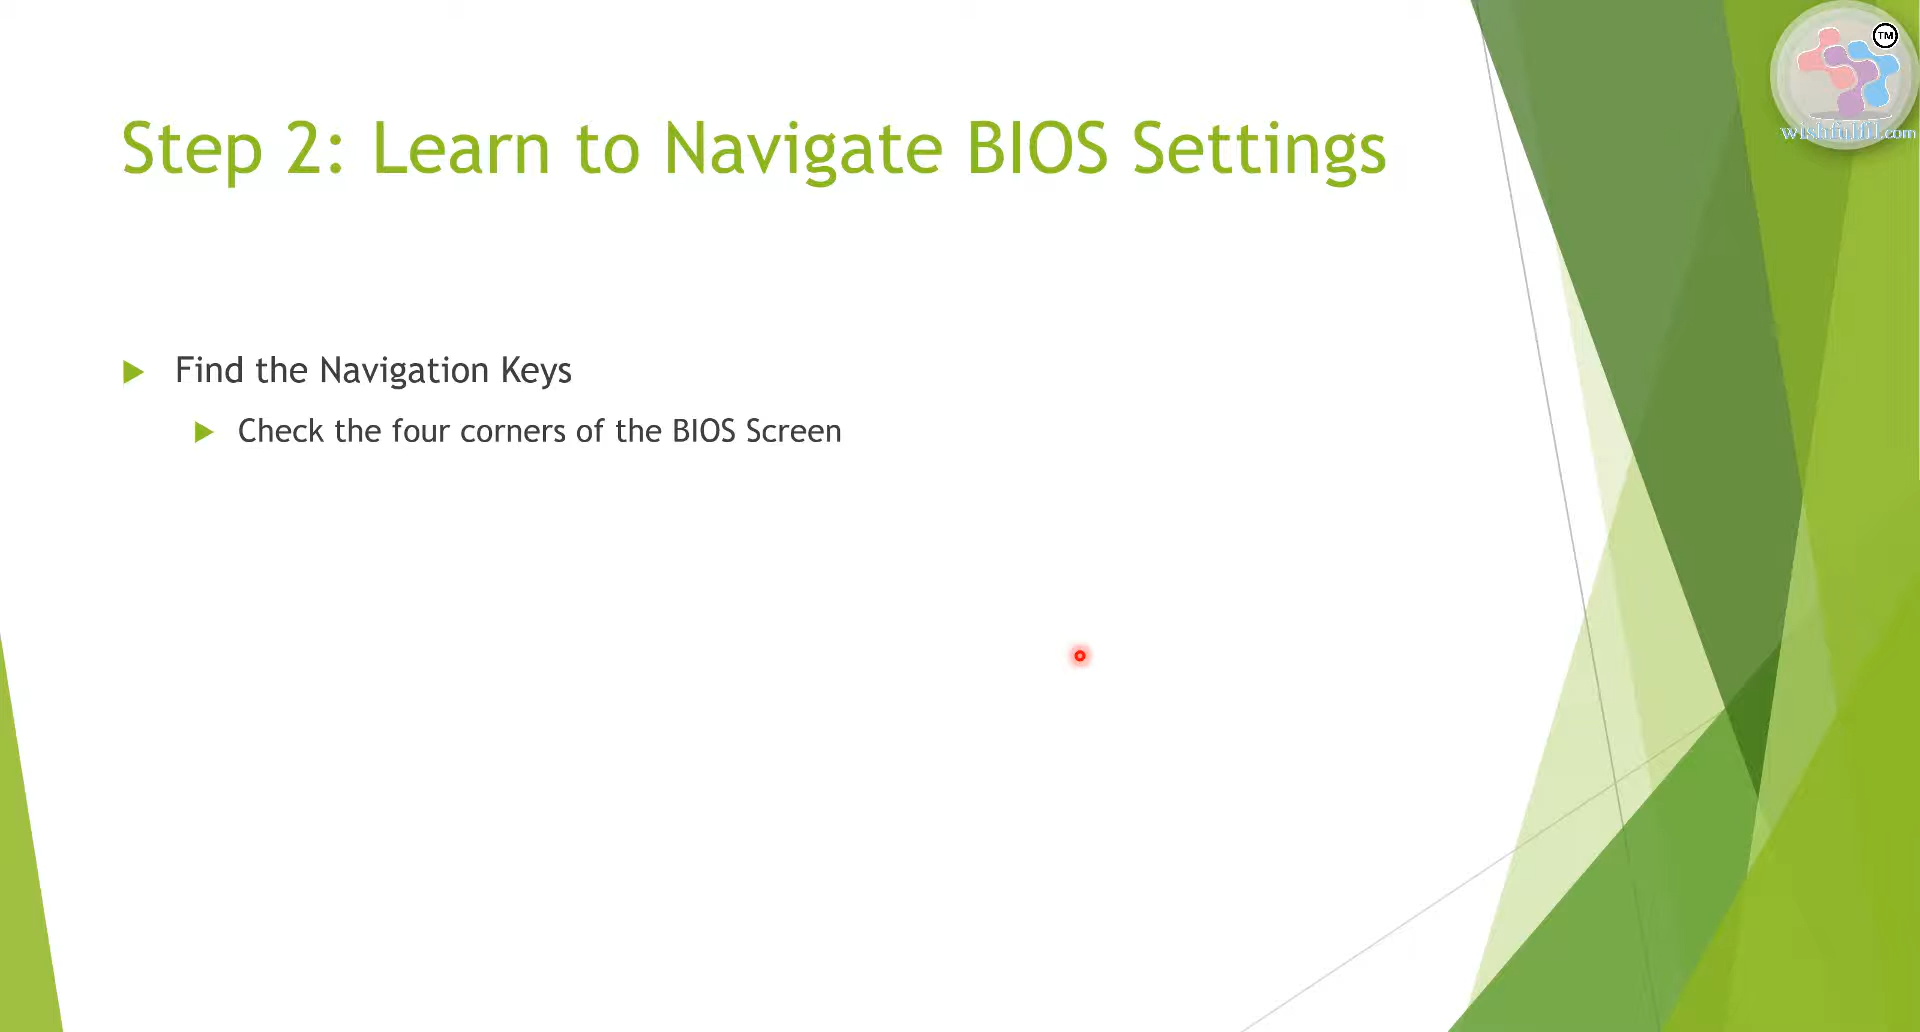 TM
wishfulfil.com
Step 2: Learn to Navigate BIOS Settings
Find the Navigation Keys
Check the four corners of the BIOS Screen